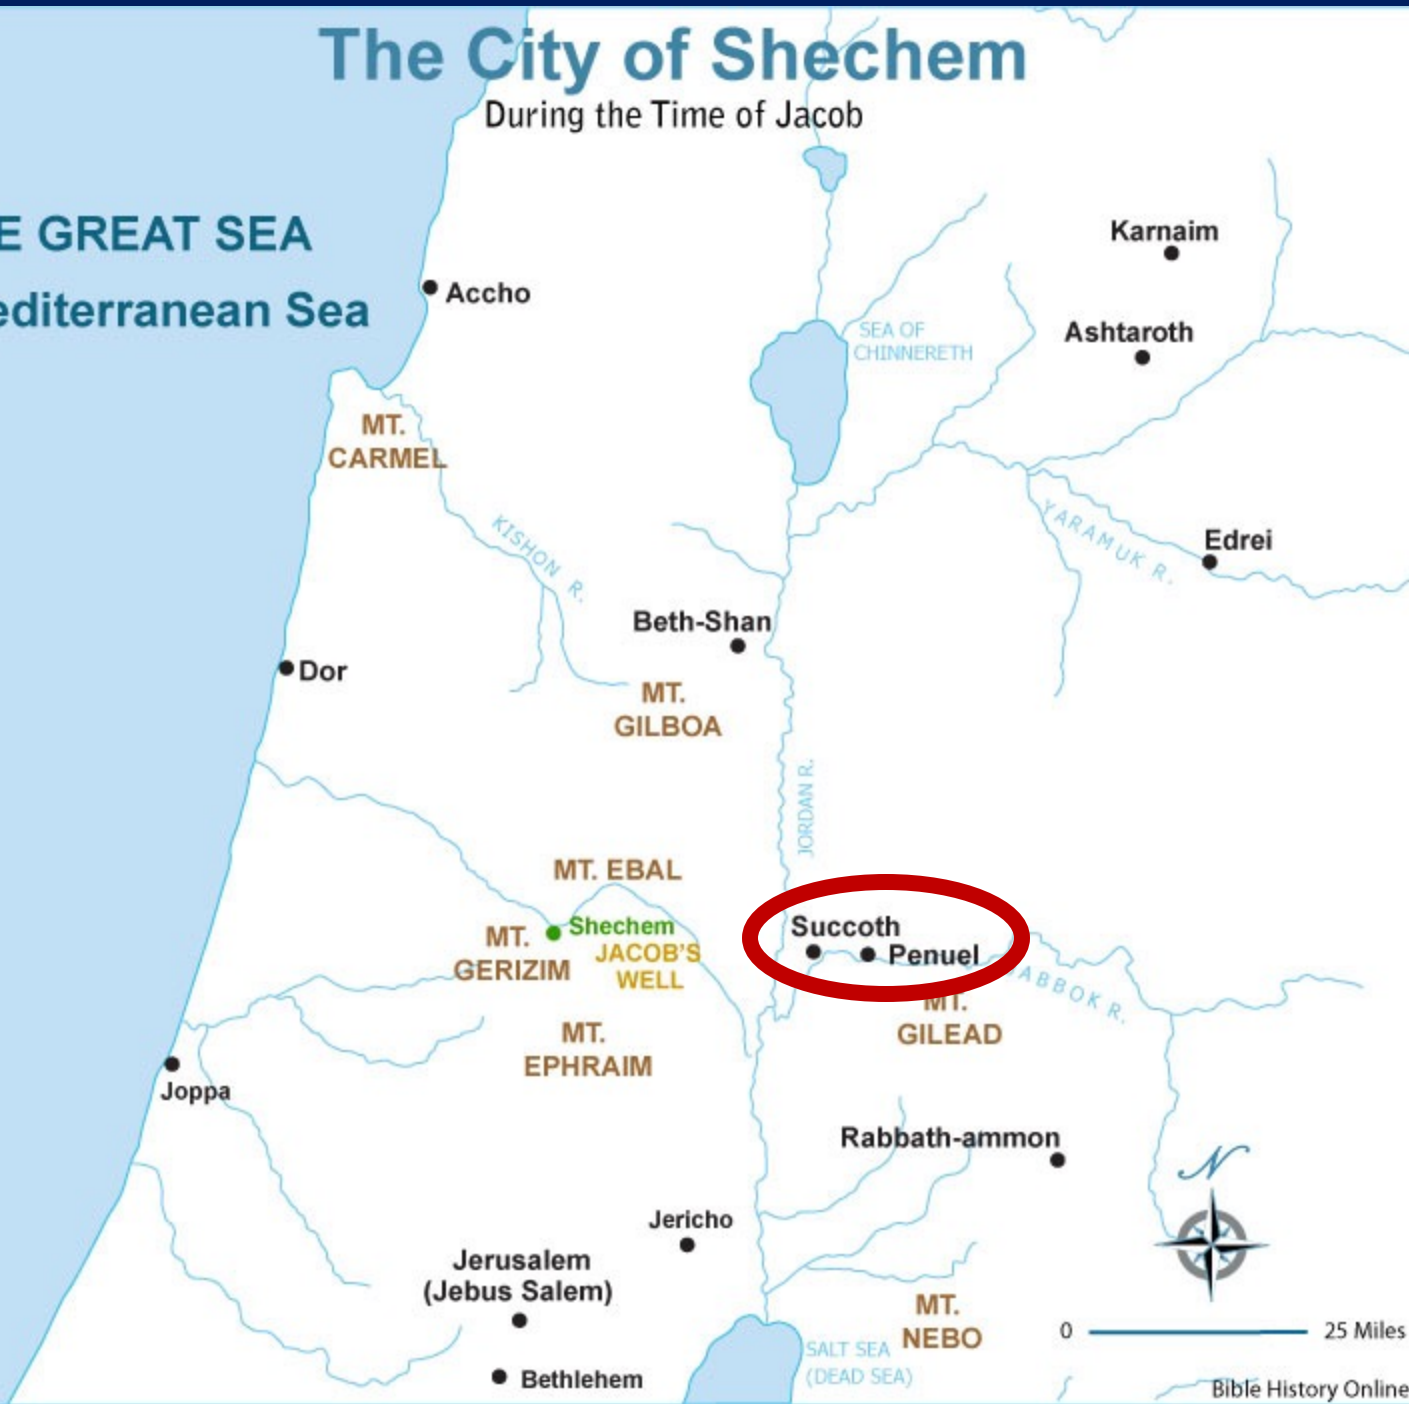 The City of Shechem
During the Time of Jacob
E GREAT SEA
editerranean Sea
Accho
Karnaim
Ashtaroth
SEA OF
CHINNERETH
MT.
CARMEL
KISHON R.
YARAMUK R.
Edrei
Beth-Shan
Dor
MT.
GILBOA
JORDAN R.
MT. EBAL
Shechem
MT.
GERIZIM
JACOB'S
WELL
Succoth
Penuel
ABBOK R.
MT.
GILEAD
MT.
EPHRAIM
Joppa
Rabbath-ammon
N
Jericho
Jerusalem
(Jebus Salem)
MT.
NEBO
0 25 Miles
SALT SEA
(DEAD SEA)
Bethlehem
Bible History Online